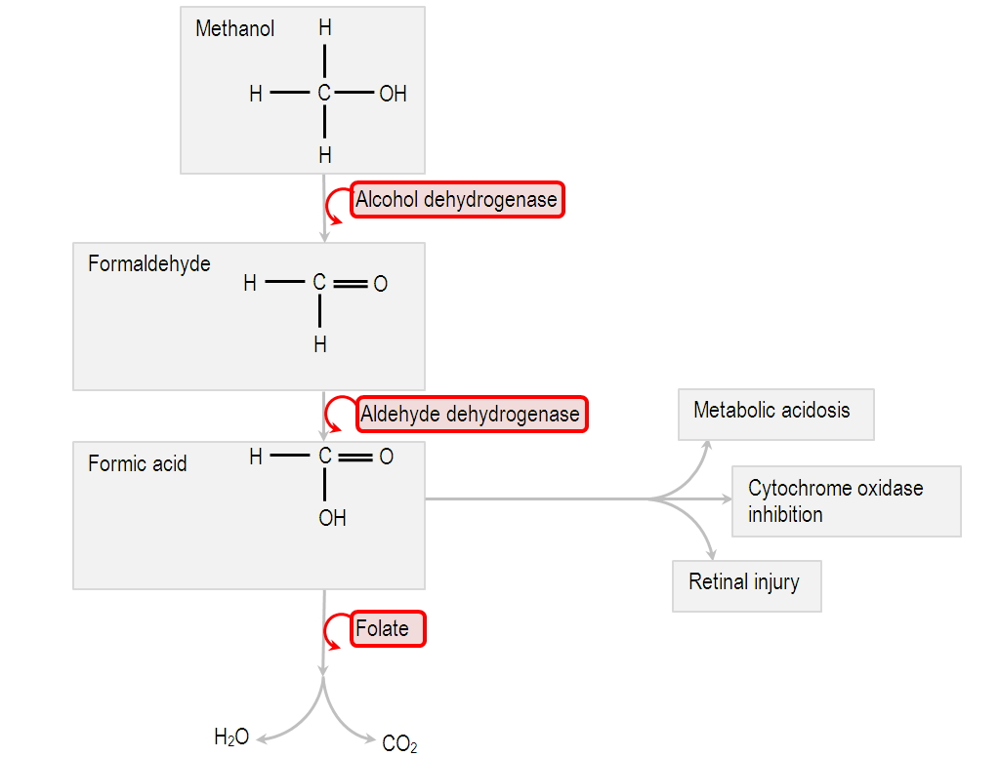 Methanol
H
H C OH
H
Alcohol dehydrogenase
Formaldehyde
H C O
H
Aldehyde dehydrogenase
Formic acid
H C O
OH
Metabolic acidosis
Cytochrome oxidase
inhibition
Retinal injury
Folate
H₂O
CO₂